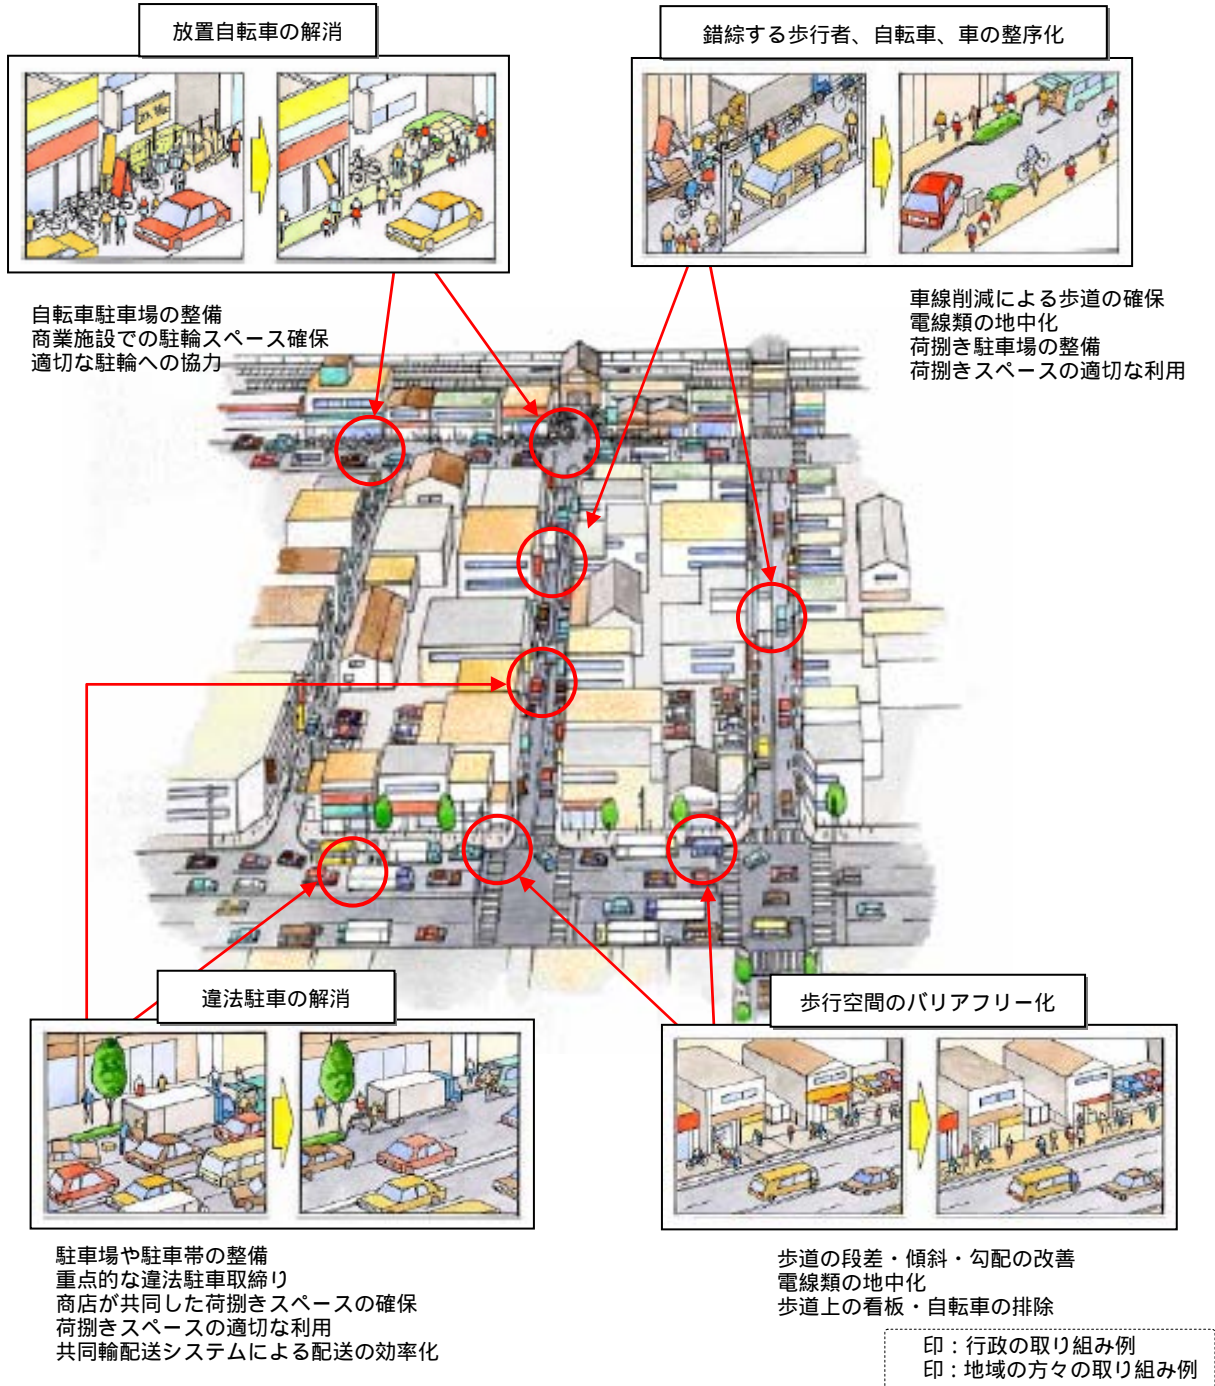 放置自転車の解消
錯綜する歩行者、自転車、車の整序化
自転車駐車場の整備
商業施設での駐輪スペース確保
適切な駐輪への協力
車線削減による歩道の確保
電線類の地中化
荷捌き駐車場の整備
荷捌きスペースの適切な利用
違法駐車の解消
歩行空間のバリアフリー化
駐車場や駐車帯の整備
重点的な違法駐車取締り
商店が共同した荷捌きスペースの確保
荷捌きスペースの適切な利用
共同輸配送システムによる配送の効率化
歩道の段差・傾斜・勾配の改善
電線類の地中化
歩道上の看板・自転車の排除
印：行政の取り組み例
印：地域の方々の取り組み例